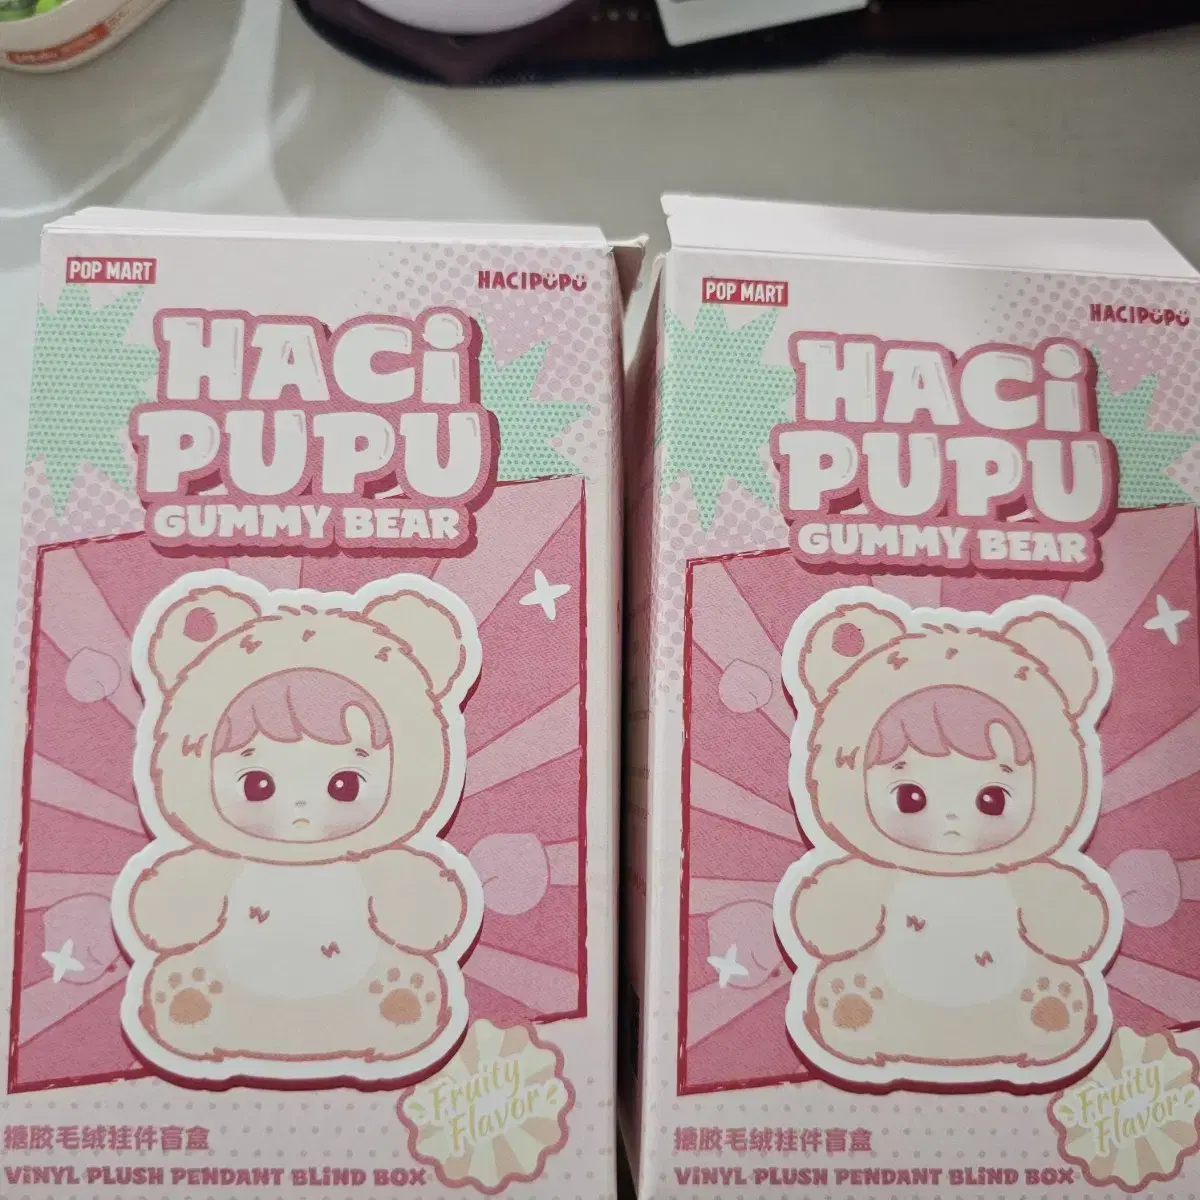 POP MART
HACIPUPU
HACi
PUPU
GUMMY BEAR
Fruity
Flavor
搪胶毛绒挂件盲盒
ViNYL PLUSH PENDANT BLiND BOX
POP MART
HACIPUPU
HACi
PUPU
GUMMY BEAR
Fruity
Flavor
搪胶毛绒挂件盲盒
ViNYL PLUSH PENDANT BLiND BOX